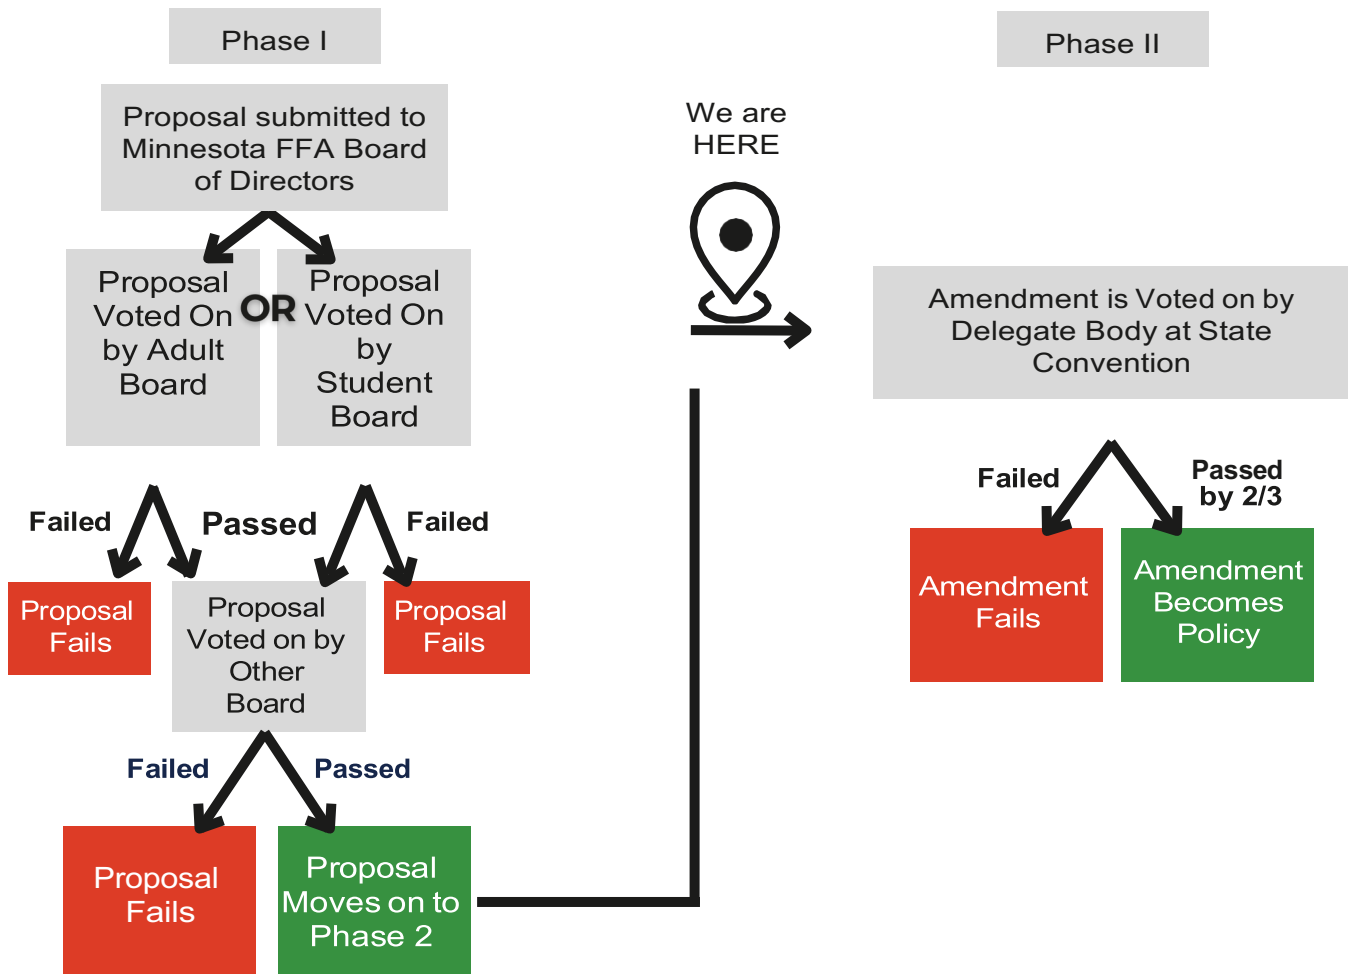 Phase I
Proposal submitted to
Minnesota FFA Board
of Directors
Proposal
Voted On
by Adult
Board
OR
Proposal
Voted On
by
Student
Board
Failed
Passed
Failed
Proposal
Fails
Proposal
Voted on by
Other
Board
Proposal
Fails
Failed
Passed
Proposal
Fails
Proposal
Moves on to
Phase 2
We are
HERE
Phase II
Amendment is Voted on by
Delegate Body at State
Convention
Failed
Passed
by 2/3
Amendment
Fails
Amendment
Becomes
Policy